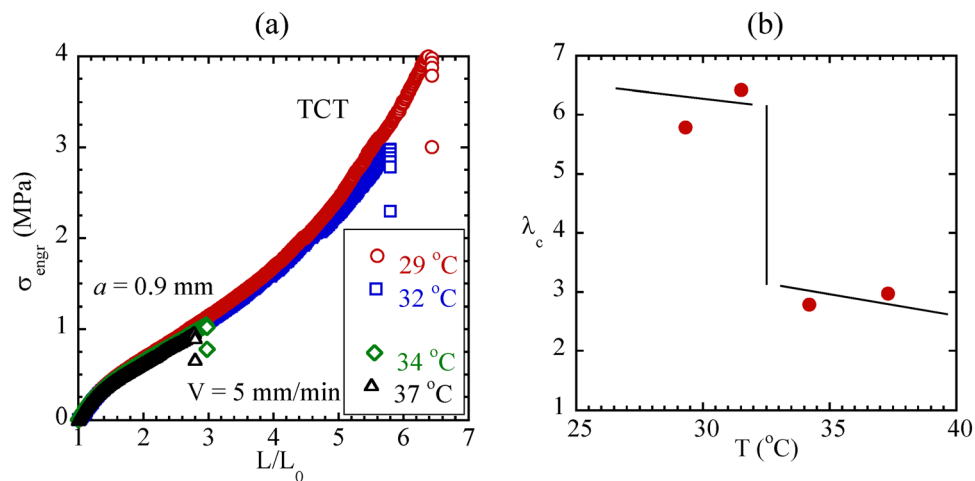 (a)
4
3
2
1
0
σengr (MPa)
TCT
a = 0.9 mm
V = 5 mm/min
29 °C
32 °C
34 °C
37 °C
1 2 3 4 5 6 7
L/L0
(b)
7
6
5
4
3
2
1
λc
25 30 35 40
T (°C)